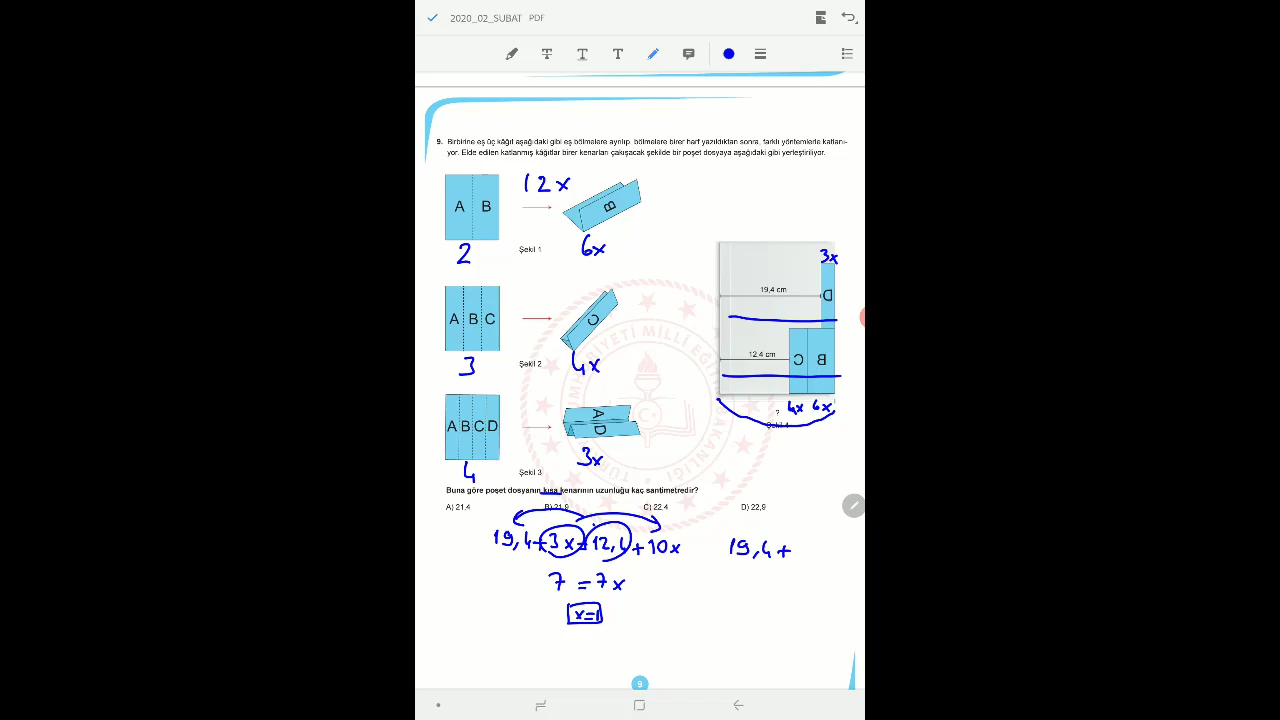 2020_02_SUBAT PDF
9. Birbirine eş üç kâğıt aşağıdaki gibi eş bölmelere ayrılıp, bölmelere birer harf yazıldıktan sonra, farklı yöntemlerle katlanı-
yor. Elde edilen katlanmış kâğıtlar birer kenarları çakışacak şekilde bir poşet dosyaya aşağıdaki gibi yerleştiriliyor.
12x
A B
B
2
Şekil 1
6x
3x
19,4 cm
D
A B C
C
3
Şekil 2
4x
12,4 cm
C B
4x 6x
?
Şekil 4
A B C D
A
D
4
Şekil 3
3x
Buna göre poşet dosyanın kısa kenarının uzunluğu kaç santimetredir?
A) 21.4 B) 21,9 C) 22.4 D) 22,9
19,4+3x=12,4+10x
19,4+
7=7x
x=1
9